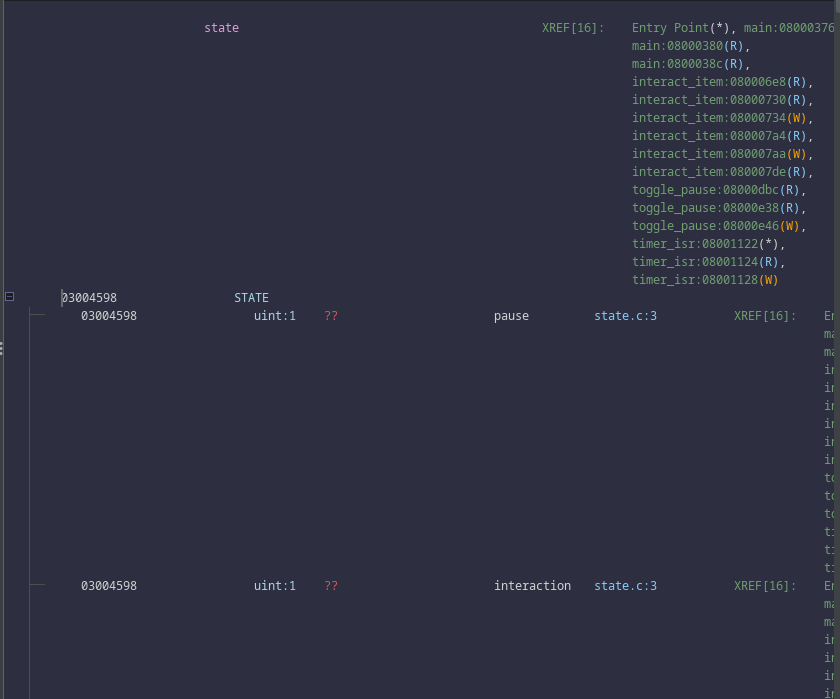 state XREF[16]: Entry Point(*), main:08000376
main:08000380(R),
main:0800038c(R),
interact_item:080006e8(R),
interact_item:08000730(R),
interact_item:08000734(W),
interact_item:080007a4(R),
interact_item:080007aa(W),
interact_item:080007de(R),
toggle_pause:08000dbc(R),
toggle_pause:08000e38(R),
toggle_pause:08000e46(W),
timer_isr:08001122(*),
timer_isr:08001124(R),
timer_isr:08001128(W)
03004598 STATE
03004598 uint:1 ?? pause state.c:3 XREF[16]: En
ma
ma
in
in
in
in
in
in
to
to
to
ti
ti
ti
03004598 uint:1 ?? interaction state.c:3 XREF[16]: En
ma
ma
in
in
in
in